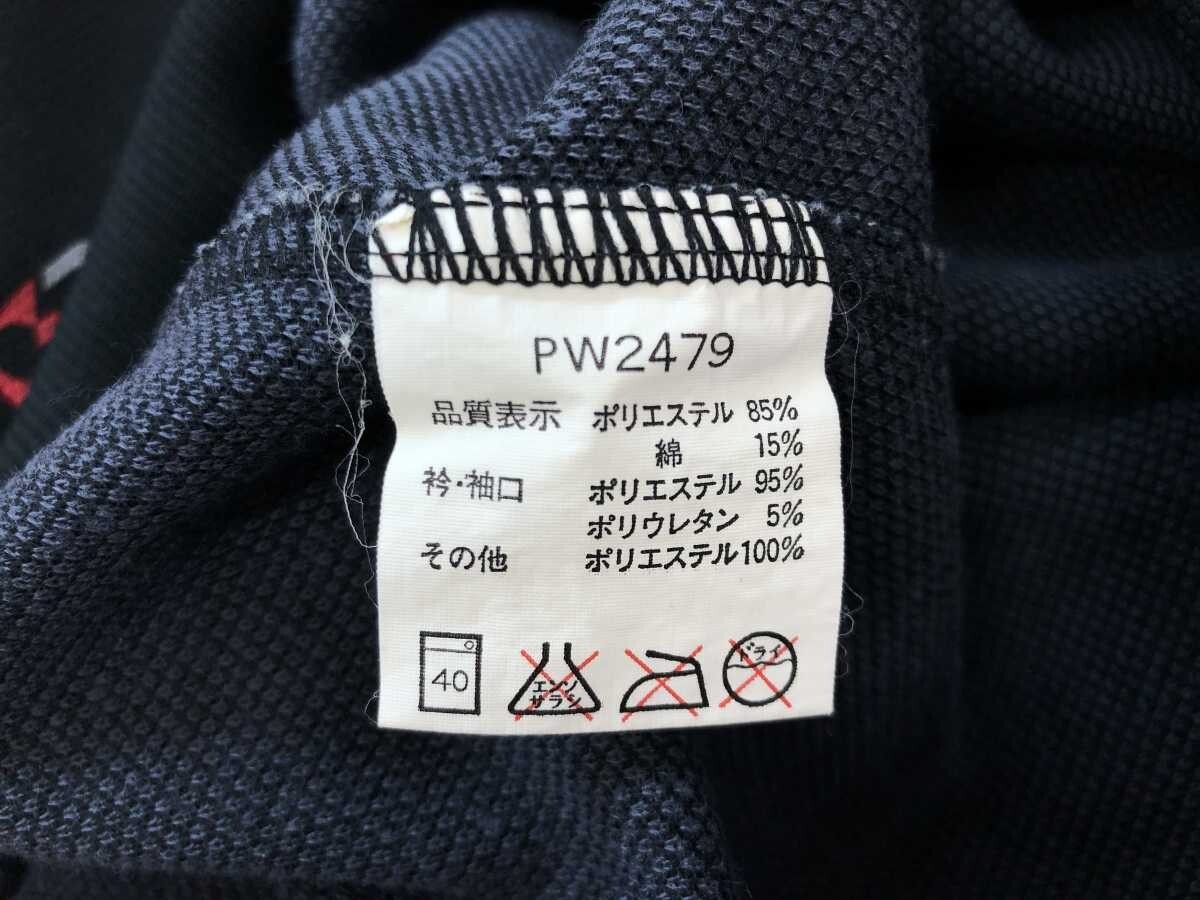 PW2479
品質表示 ポリエステル 85%
綿 15%
衿・袖口 ポリエステル 95%
ポリウレタン 5%
その他 ポリエステル100%
40 エンソ ドライ
サラシ